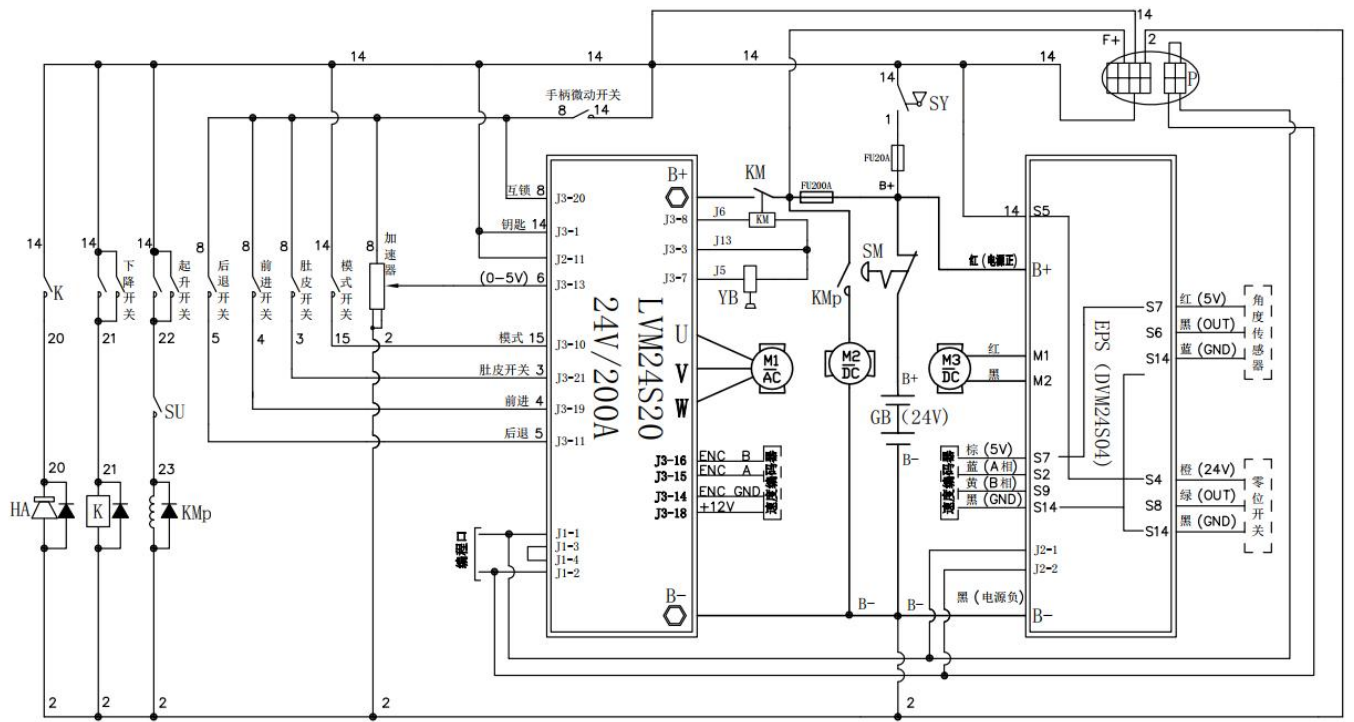 14
F+
2
P
14
14
14
14
14
14
手柄微动开关
8
14
14
SY
1
FU20A
B+
互锁 8
J3-20
钥匙 14
J3-1
J2-11
(0-5V) 6
J3-13
模式 15
J3-10
肚皮开关 3
J3-21
前进 4
J3-19
后退 5
J3-11
B+
J3-8
J6
J3-3
J13
J3-7
J5
KM
KM
YB
FU200A
KMp
SM
LVM24S20
24V/200A
U
V
W
M1
AC
M2
DC
M3
DC
B+
GB (24V)
B-
J3-16
ENC B
J3-15
ENC A
J3-14
ENC GND
J3-18
+12V
速度编码器
编程口
J1-1
J1-3
J1-4
J1-2
B-
B-
B-
14
K
20
14
下降开关
21
14
起升开关
22
8
后退开关
5
8
前进开关
4
8
肚皮开关
3
14
模式开关
15
8
加速器
2
SU
20
HA
21
K
23
KMp
14
S5
红 (电源正)
B+
EPS (DVM24S04)
S7
红 (5V)
S6
黑 (OUT)
S14
蓝 (GND)
角度传感器
红
M1
黑
M2
棕 (5V)
S7
蓝 (A相)
S2
黄 (B相)
S9
黑 (GND)
S14
速度编码器
S4
橙 (24V)
S8
绿 (OUT)
S14
黑 (GND)
零位开关
J2-1
J2-2
黑 (电源负)
B-
2
2
2
2
2